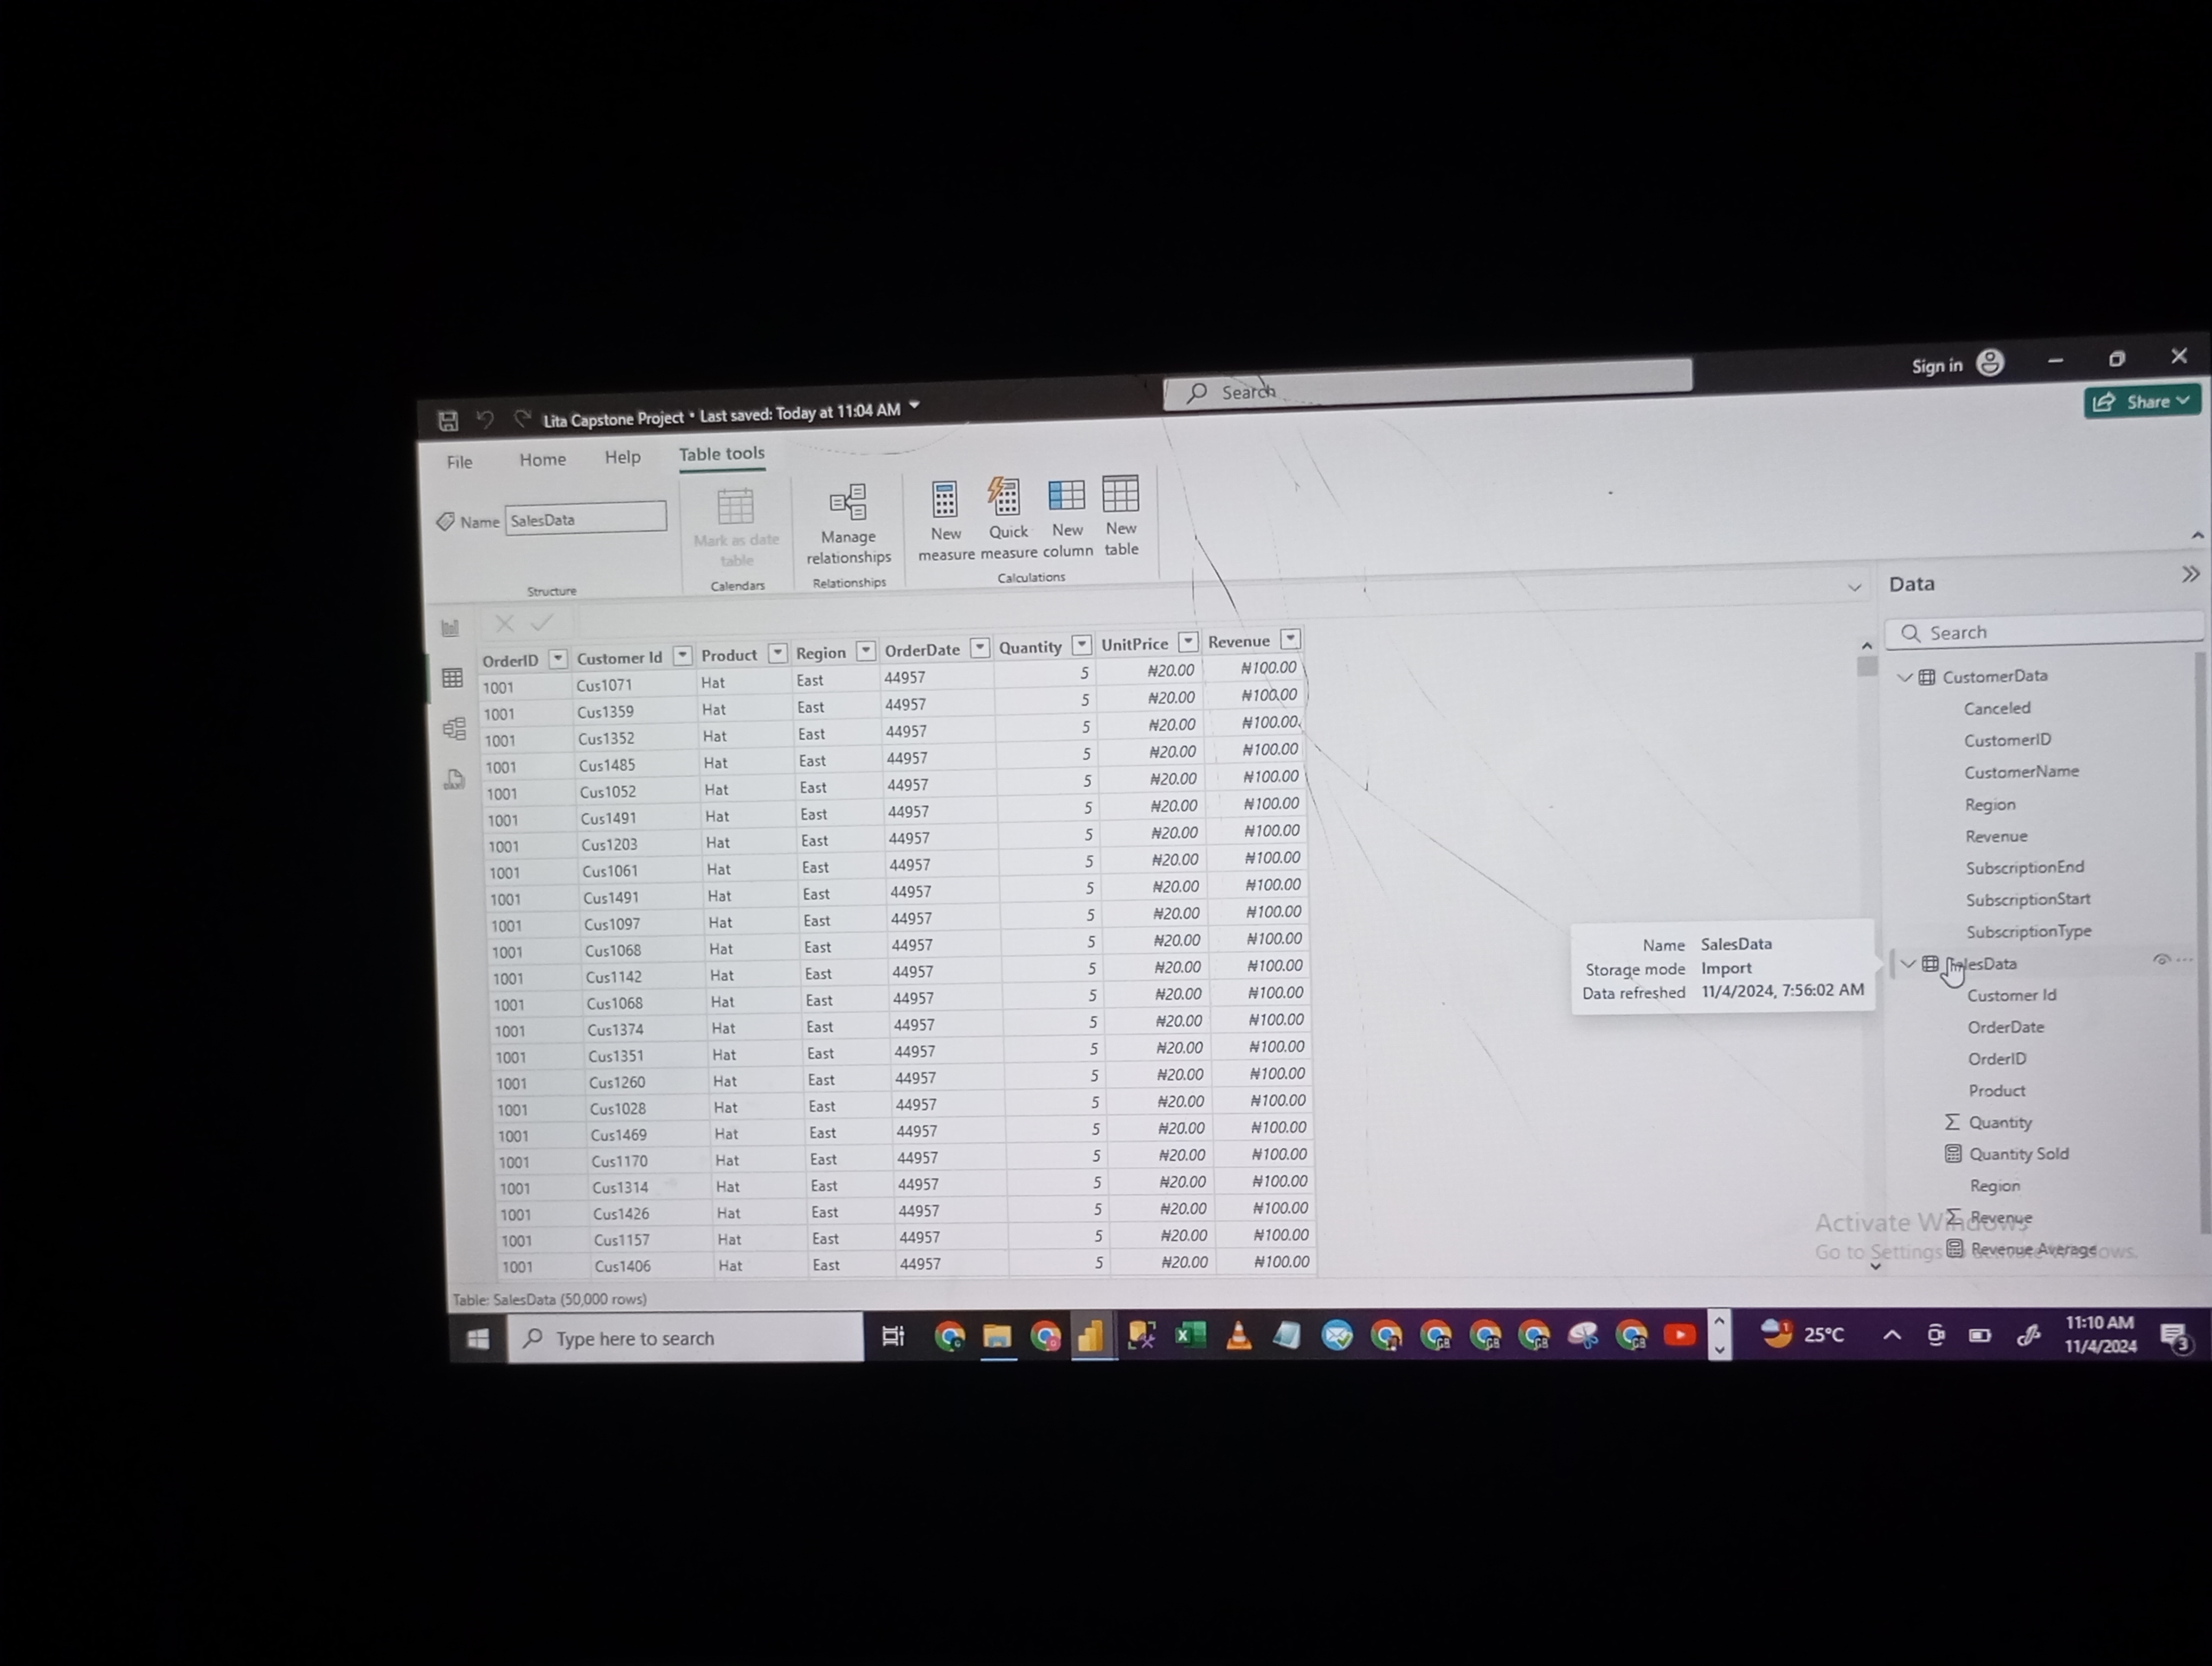 Lita Capstone Project • Last saved: Today at 11:04 AM
Search
Sign in
Share
File Home Help Table tools
Name SalesData
Mark as date table
Manage relationships
New measure
Quick measure
New column
New table
Structure
Calendars
Relationships
Calculations
OrderID Customer Id Product Region OrderDate Quantity UnitPrice Revenue
1001 Cus1071 Hat East 44957 5 ₦20.00 ₦100.00
1001 Cus1359 Hat East 44957 5 ₦20.00 ₦100.00
1001 Cus1352 Hat East 44957 5 ₦20.00 ₦100.00
1001 Cus1485 Hat East 44957 5 ₦20.00 ₦100.00
1001 Cus1052 Hat East 44957 5 ₦20.00 ₦100.00
1001 Cus1491 Hat East 44957 5 ₦20.00 ₦100.00
1001 Cus1203 Hat East 44957 5 ₦20.00 ₦100.00
1001 Cus1061 Hat East 44957 5 ₦20.00 ₦100.00
1001 Cus1491 Hat East 44957 5 ₦20.00 ₦100.00
1001 Cus1097 Hat East 44957 5 ₦20.00 ₦100.00
1001 Cus1068 Hat East 44957 5 ₦20.00 ₦100.00
1001 Cus1142 Hat East 44957 5 ₦20.00 ₦100.00
1001 Cus1068 Hat East 44957 5 ₦20.00 ₦100.00
1001 Cus1374 Hat East 44957 5 ₦20.00 ₦100.00
1001 Cus1351 Hat East 44957 5 ₦20.00 ₦100.00
1001 Cus1260 Hat East 44957 5 ₦20.00 ₦100.00
1001 Cus1028 Hat East 44957 5 ₦20.00 ₦100.00
1001 Cus1469 Hat East 44957 5 ₦20.00 ₦100.00
1001 Cus1170 Hat East 44957 5 ₦20.00 ₦100.00
1001 Cus1314 Hat East 44957 5 ₦20.00 ₦100.00
1001 Cus1426 Hat East 44957 5 ₦20.00 ₦100.00
1001 Cus1157 Hat East 44957 5 ₦20.00 ₦100.00
1001 Cus1406 Hat East 44957 5 ₦20.00 ₦100.00
Table: SalesData (50,000 rows)
Name SalesData
Storage mode Import
Data refreshed 11/4/2024, 7:56:02 AM
Data
Search
CustomerData
Canceled
CustomerID
CustomerName
Region
Revenue
SubscriptionEnd
SubscriptionStart
SubscriptionType
SalesData
Customer Id
OrderDate
OrderID
Product
Σ Quantity
Quantity Sold
Region
Σ Revenue
Revenue Average
Activate Windows
Go to Settings to activate Windows.
Type here to search
25°C
11:10 AM
11/4/2024
3